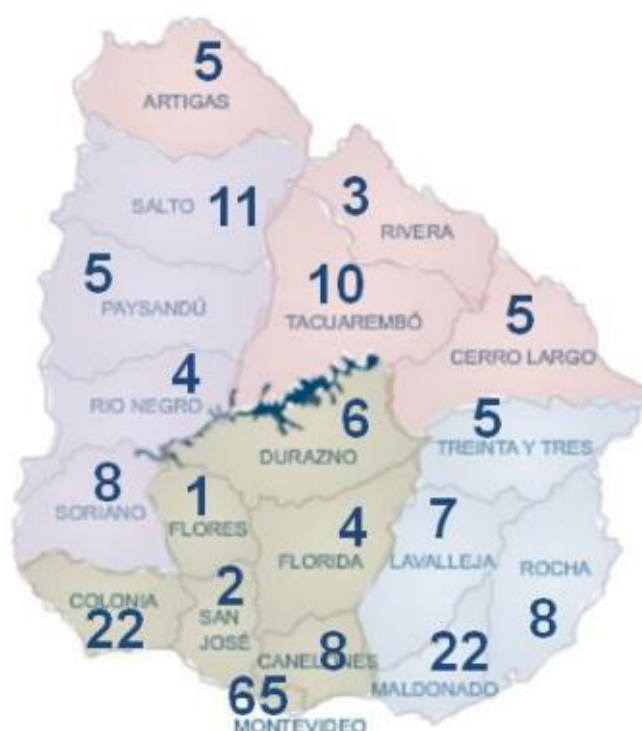 5
ARTIGAS
SALTO 11
3
RIVERA
5
PAYSANDÚ
10
TACUAREMBÓ
5
CERRO LARGO
4
RIO NEGRO
6
DURAZNO
5
TREINTA Y TRES
8
SORIANO
1
FLORES
4
FLORIDA
7
LAVALLEJA
ROCHA
8
COLONIA
22
2
SAN
JOSÉ
8
CANELONES
22
MALDONADO
65
MONTEVIDEO